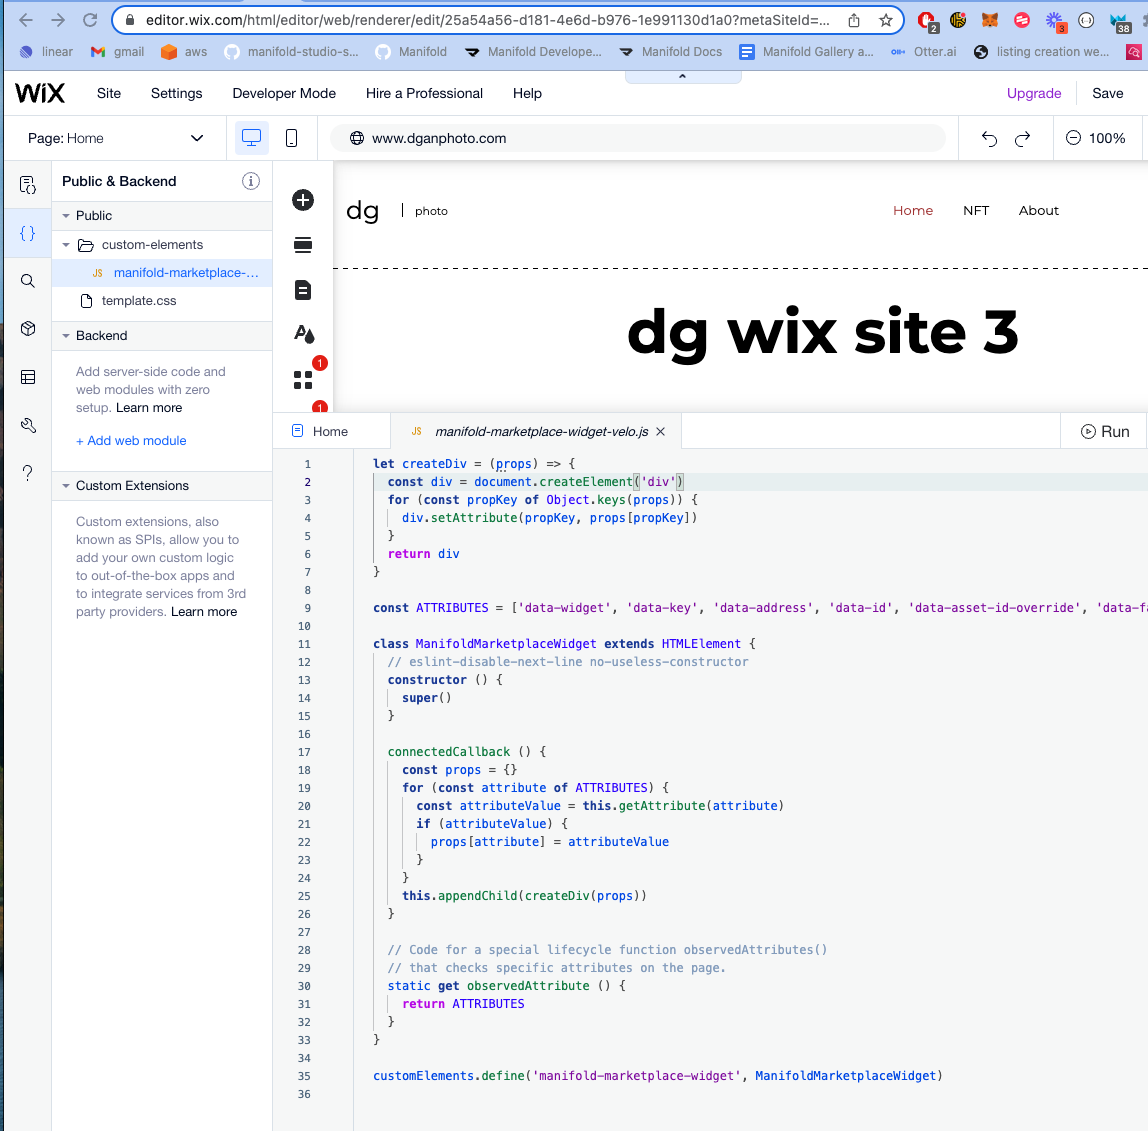 editor.wix.com/html/editor/web/renderer/edit/25a54a56-d181-4e6d-b976-1e991130d1a0?metaSiteId=...
2
3
38
linear
gmail
aws
manifold-studio-s...
Manifold
Manifold Develope...
Manifold Docs
Manifold Gallery a...
Otter.ai
listing creation we...
WiX
Site
Settings
Developer Mode
Hire a Professional
Help
Upgrade
Save
Page: Home
www.dganphoto.com
100%
Public & Backend
Public
custom-elements
JS manifold-marketplace-...
template.css
Backend
Add server-side code and
web modules with zero
setup. Learn more
+ Add web module
Custom Extensions
Custom extensions, also
known as SPIs, allow you to
add your own custom logic
to out-of-the-box apps and
to integrate services from 3rd
party providers. Learn more
1
1
dg | photo
Home
NFT
About
dg wix site 3
Home
JS manifold-marketplace-widget-velo.js
Run
1 let createDiv = (props) => {
2 const div = document.createElement('div')
3 for (const propKey of Object.keys(props)) {
4 div.setAttribute(propKey, props[propKey])
5 }
6 return div
7 }
8
9 const ATTRIBUTES = ['data-widget', 'data-key', 'data-address', 'data-id', 'data-asset-id-override', 'data-fa
10
11 class ManifoldMarketplaceWidget extends HTMLElement {
12 // eslint-disable-next-line no-useless-constructor
13 constructor () {
14 super()
15 }
16
17 connectedCallback () {
18 const props = {}
19 for (const attribute of ATTRIBUTES) {
20 const attributeValue = this.getAttribute(attribute)
21 if (attributeValue) {
22 props[attribute] = attributeValue
23 }
24 }
25 this.appendChild(createDiv(props))
26 }
27
28 // Code for a special lifecycle function observedAttributes()
29 // that checks specific attributes on the page.
30 static get observedAttribute () {
31 return ATTRIBUTES
32 }
33 }
34
35 customElements.define('manifold-marketplace-widget', ManifoldMarketplaceWidget)
36